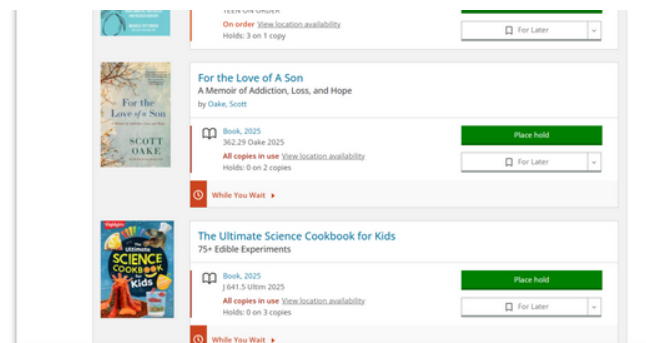 TEEN ON ORDER
On order View location availability
Holds: 3 on 1 copy
For Later
For the Love of A Son
A Memoir of Addiction, Loss, and Hope
by Oake, Scott
For the
Love of a Son
SCOTT
OAKE
Book, 2025
362.29 Oake 2025
All copies in use View location availability
Holds: 0 on 2 copies
Place hold
For Later
While You Wait
The Ultimate Science Cookbook for Kids
75+ Edible Experiments
Highlights
the
Ultimate
SCIENCE
COOKBOOK
for
Kids
Book, 2025
J 641.5 Ultim 2025
All copies in use View location availability
Holds: 0 on 3 copies
Place hold
For Later
While You Wait